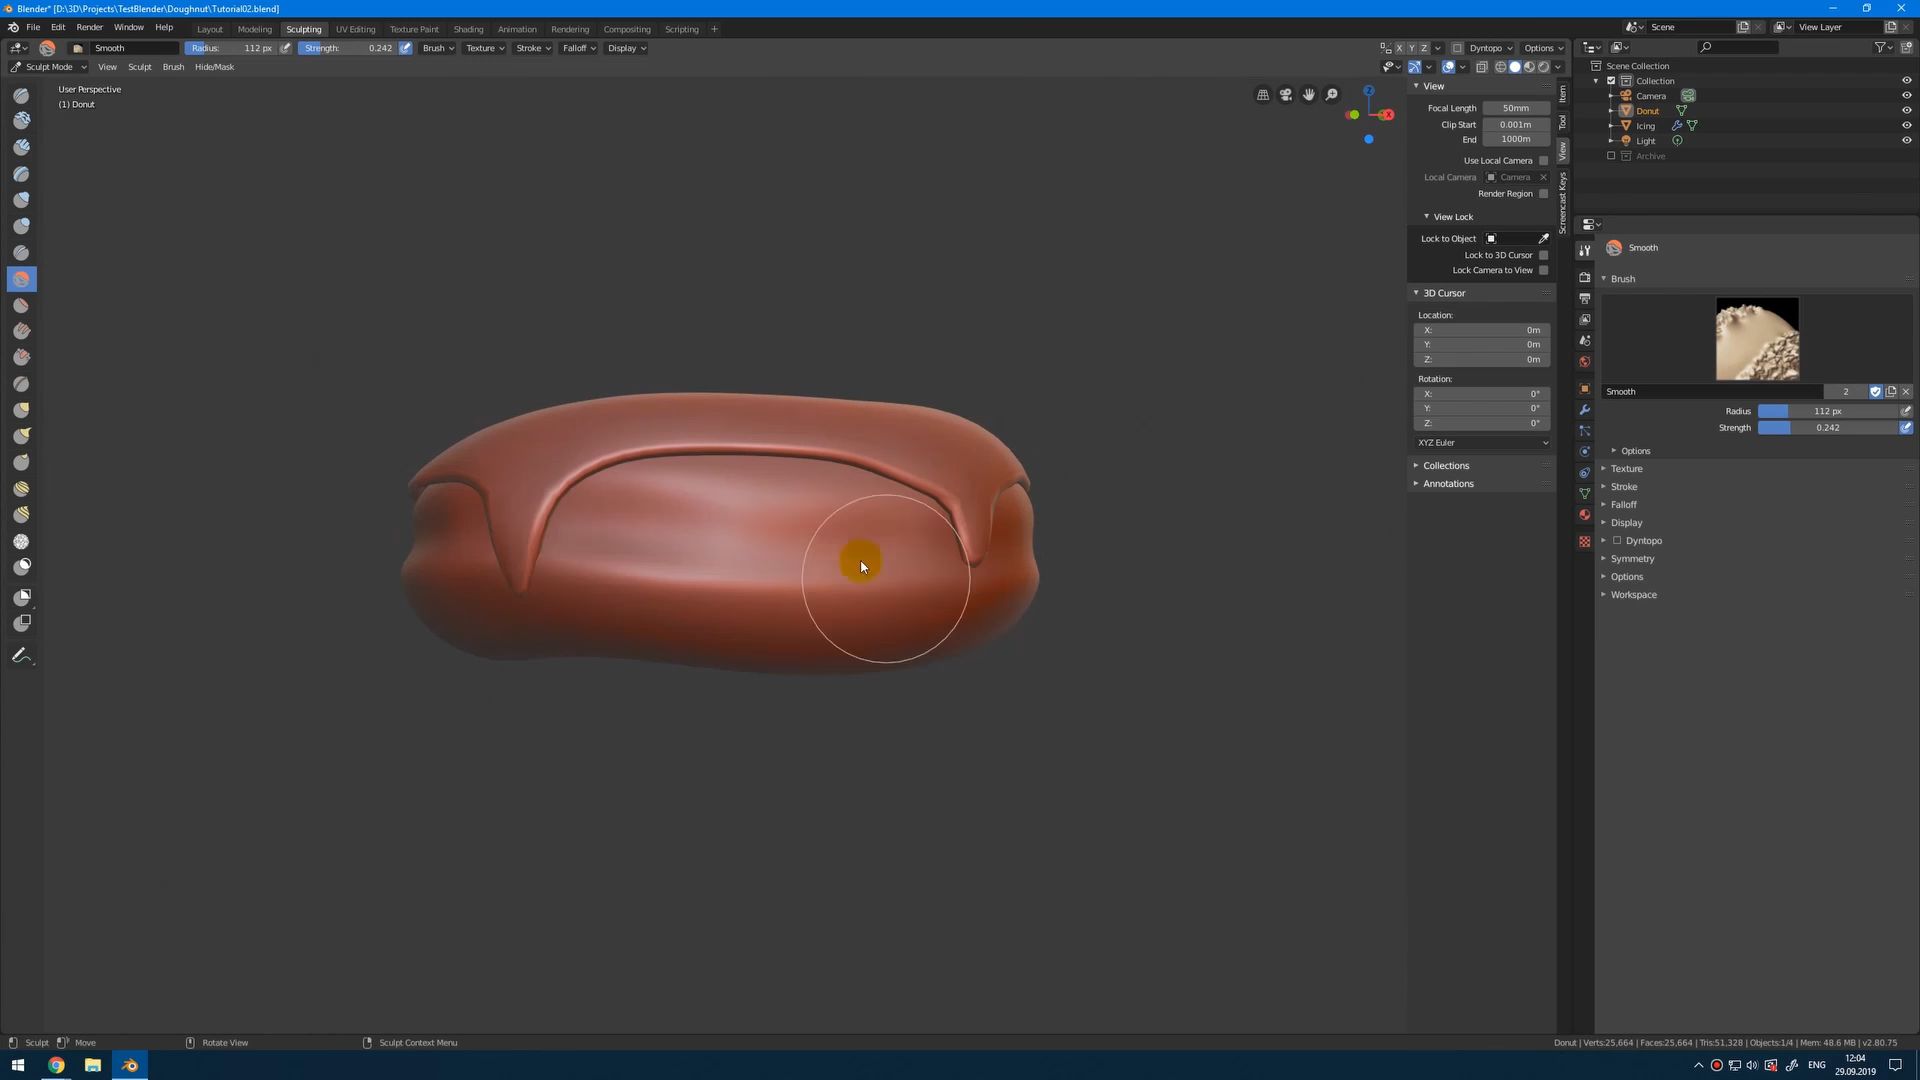 Blender* [D:\3D\Projects\TestBlender\Doughnut\Tutorial02.blend]
File Edit Render Window Help Layout Modeling Sculpting UV Editing Texture Paint Shading Animation Rendering Compositing Scripting + Scene View Layer
Smooth Radius: 112 px Strength: 0.242 Brush Texture Stroke Falloff Display X Y Z Dyntopo Options
Sculpt Mode View Sculpt Brush Hide/Mask
User Perspective
(1) Donut
Z
X
View
Focal Length 50mm
Clip Start 0.001m
End 1000m
Use Local Camera
Local Camera Camera
Render Region
View Lock
Lock to Object
Lock to 3D Cursor
Lock Camera to View
3D Cursor
Location:
X: 0m
Y: 0m
Z: 0m
Rotation:
X: 0°
Y: 0°
Z: 0°
XYZ Euler
Collections
Annotations
Item
Tool
View
Screencast Keys
Scene Collection
Collection
Camera
Donut
Icing
Light
Archive
Smooth
Brush
Smooth 2
Radius 112 px
Strength 0.242
Options
Texture
Stroke
Falloff
Display
Dyntopo
Symmetry
Options
Workspace
Sculpt Move Rotate View Sculpt Context Menu Donut | Verts:25,664 | Faces:25,664 | Tris:51,328 | Objects:1/4 | Mem: 48.6 MB | v2.80.75
ENG
12:04
29.09.2019